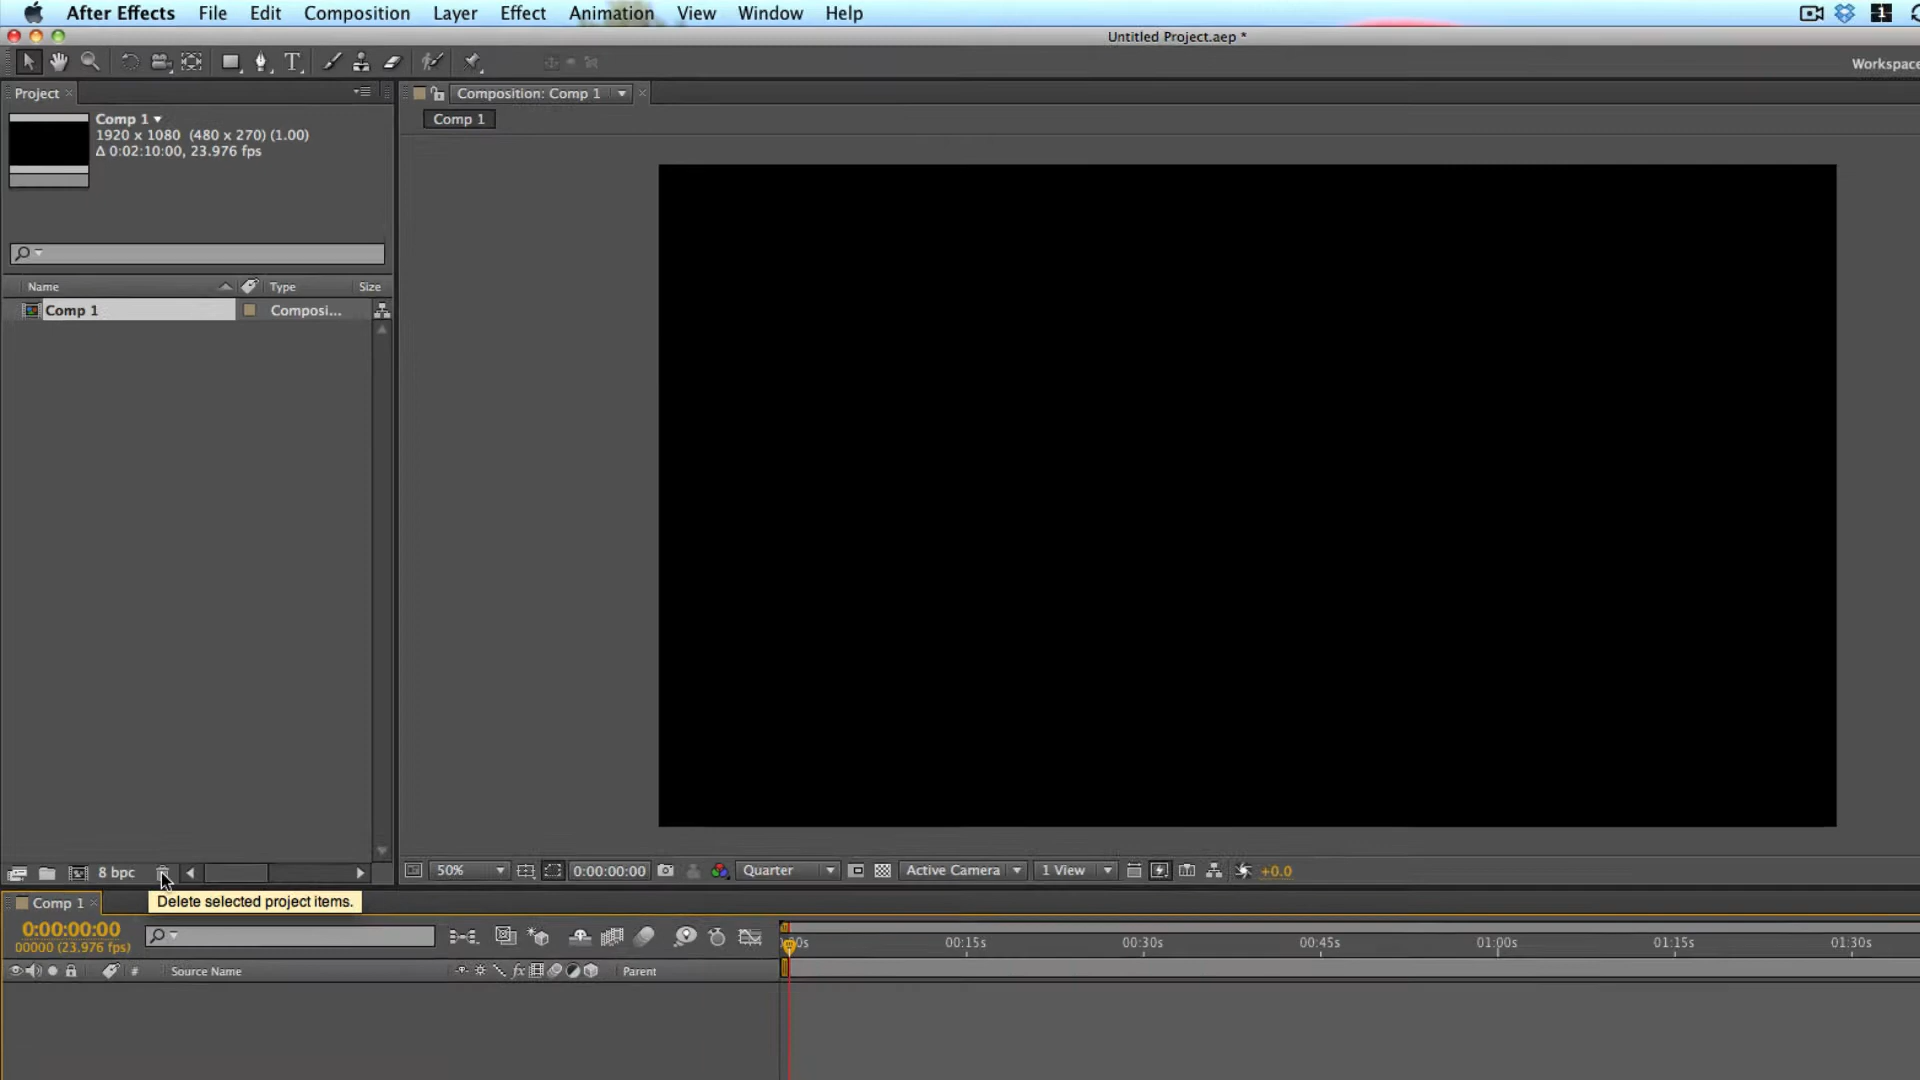 After Effects File Edit Composition Layer Effect Animation View Window Help
Untitled Project.aep *
T
Workspace
Project
Composition: Comp 1
Comp 1
1920 x 1080 (480 x 270) (1.00)
Δ 0:02:10:00, 23.976 fps
Comp 1
Name Type Size
Comp 1 Composi...
8 bpc
50% 0:00:00:00 Quarter Active Camera 1 View +0.0
Comp 1
Delete selected project items.
0:00:00:00
00000 (23.976 fps)
00s 00:15s 00:30s 00:45s 01:00s 01:15s 01:30s
# Source Name fx Parent